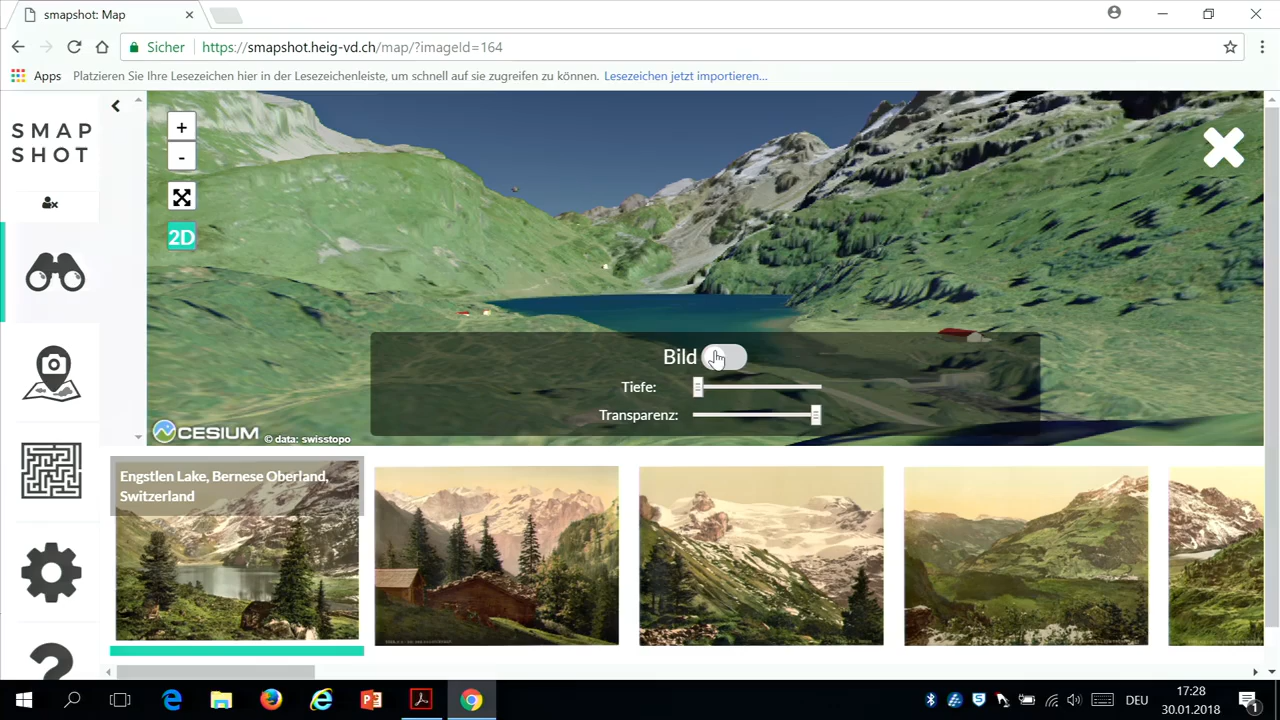 smapshot: Map
Sicher https://smapshot.heig-vd.ch/map/?imageId=164
Apps Platzieren Sie Ihre Lesezeichen hier in der Lesezeichenleiste, um schnell auf sie zugreifen zu können. Lesezeichen jetzt importieren...
SMAP
SHOT
+
-
2D
Bild
Tiefe:
Transparenz:
CESIUM © data: swisstopo
Engstlen Lake, Bernese Oberland,
Switzerland
?
DEU
17:28
30.01.2018
1